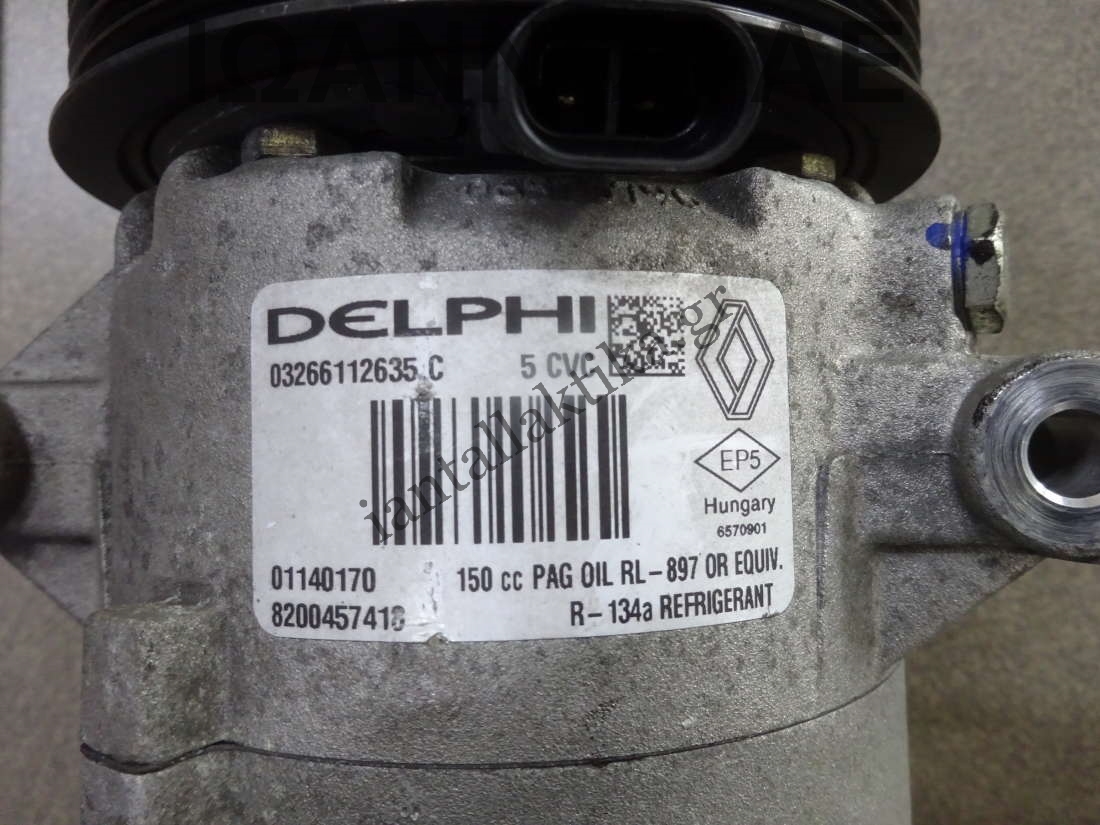 DELPHI
03266112635 C 5 CVC
EP5
Hungary
6570901
01140170 150 cc PAG OIL RL-897 OR EQUIV.
8200457418 R-134a REFRIGERANT
iantallaktika.gr